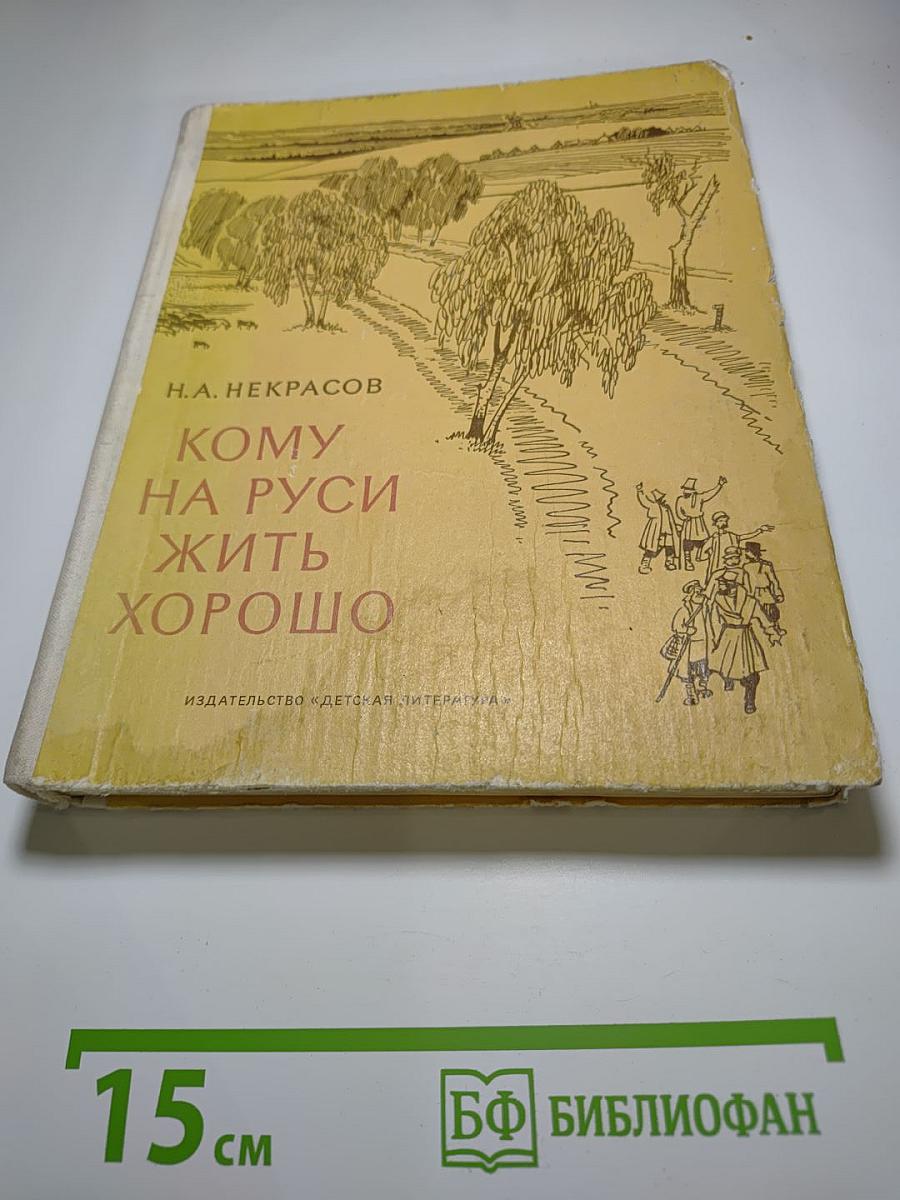 Н.А. НЕКРАСОВ
КОМУ
НА РУСИ
ЖИТЬ
ХОРОШО
ИЗДАТЕЛЬСТВО «ДЕТСКАЯ ЛИТЕРАТУРА»
15 см
БФ БИБЛИОФАН